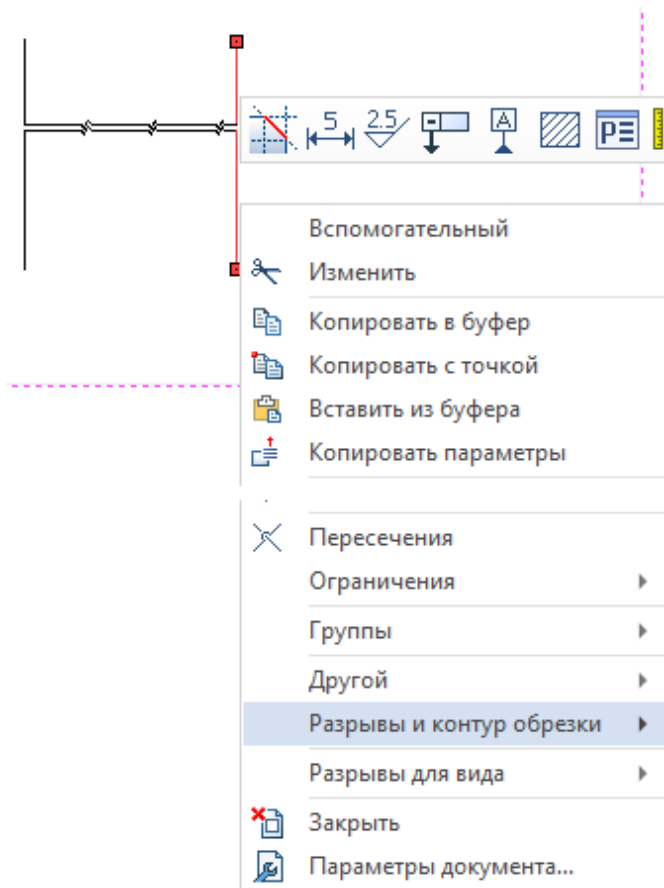 5
2.5
A
P
Вспомогательный
Изменить
Копировать в буфер
Копировать с точкой
Вставить из буфера
Копировать параметры
Пересечения
Ограничения
Группы
Другой
Разрывы и контур обрезки
Разрывы для вида
Закрыть
Параметры документа...